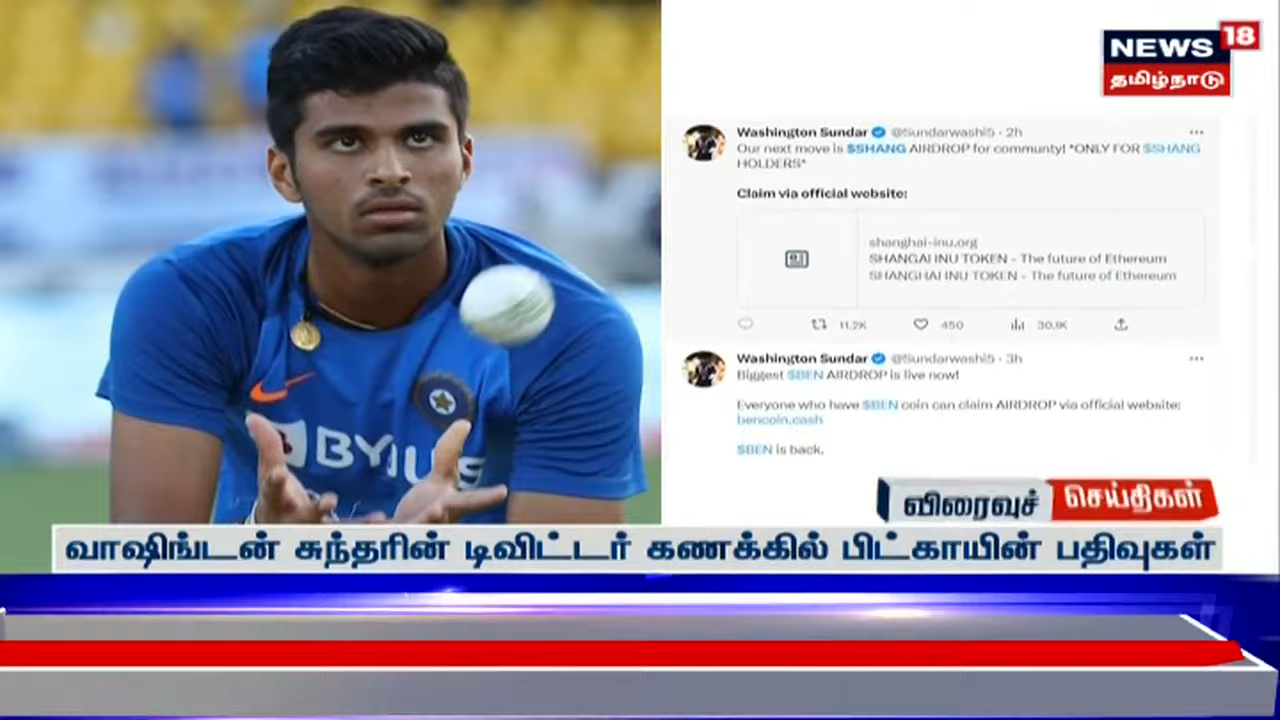 NEWS 18
தமிழ்நாடு
Washington Sundar @Sundarwashi5 · 2h
Our next move is $SHANG AIRDROP for community! *ONLY FOR $SHANG
HOLDERS*
Claim via official website:
shanghai-inu.org
SHANGAI INU TOKEN - The future of Ethereum
SHANGHAI INU TOKEN - The future of Ethereum
11.2K 450 30.1K
Washington Sundar @Sundarwashi5 · 3h
Biggest $BEN AIRDROP is live now!
Everyone who have $BEN coin can claim AIRDROP via official website:
bencoin.cash
$BEN is back.
BYJU'S
விரைவுச் செய்திகள்
வாஷிங்டன் சுந்தரின் டிவிட்டர் கணக்கில் பிட்காயின் பதிவுகள்